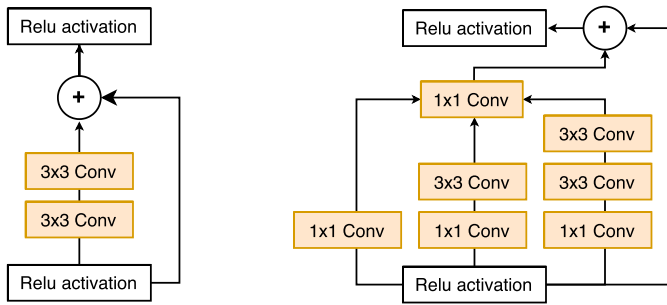 Relu activation
+
3x3 Conv
3x3 Conv
Relu activation
Relu activation
+
1x1 Conv
3x3 Conv
3x3 Conv
3x3 Conv
1x1 Conv
1x1 Conv
1x1 Conv
Relu activation